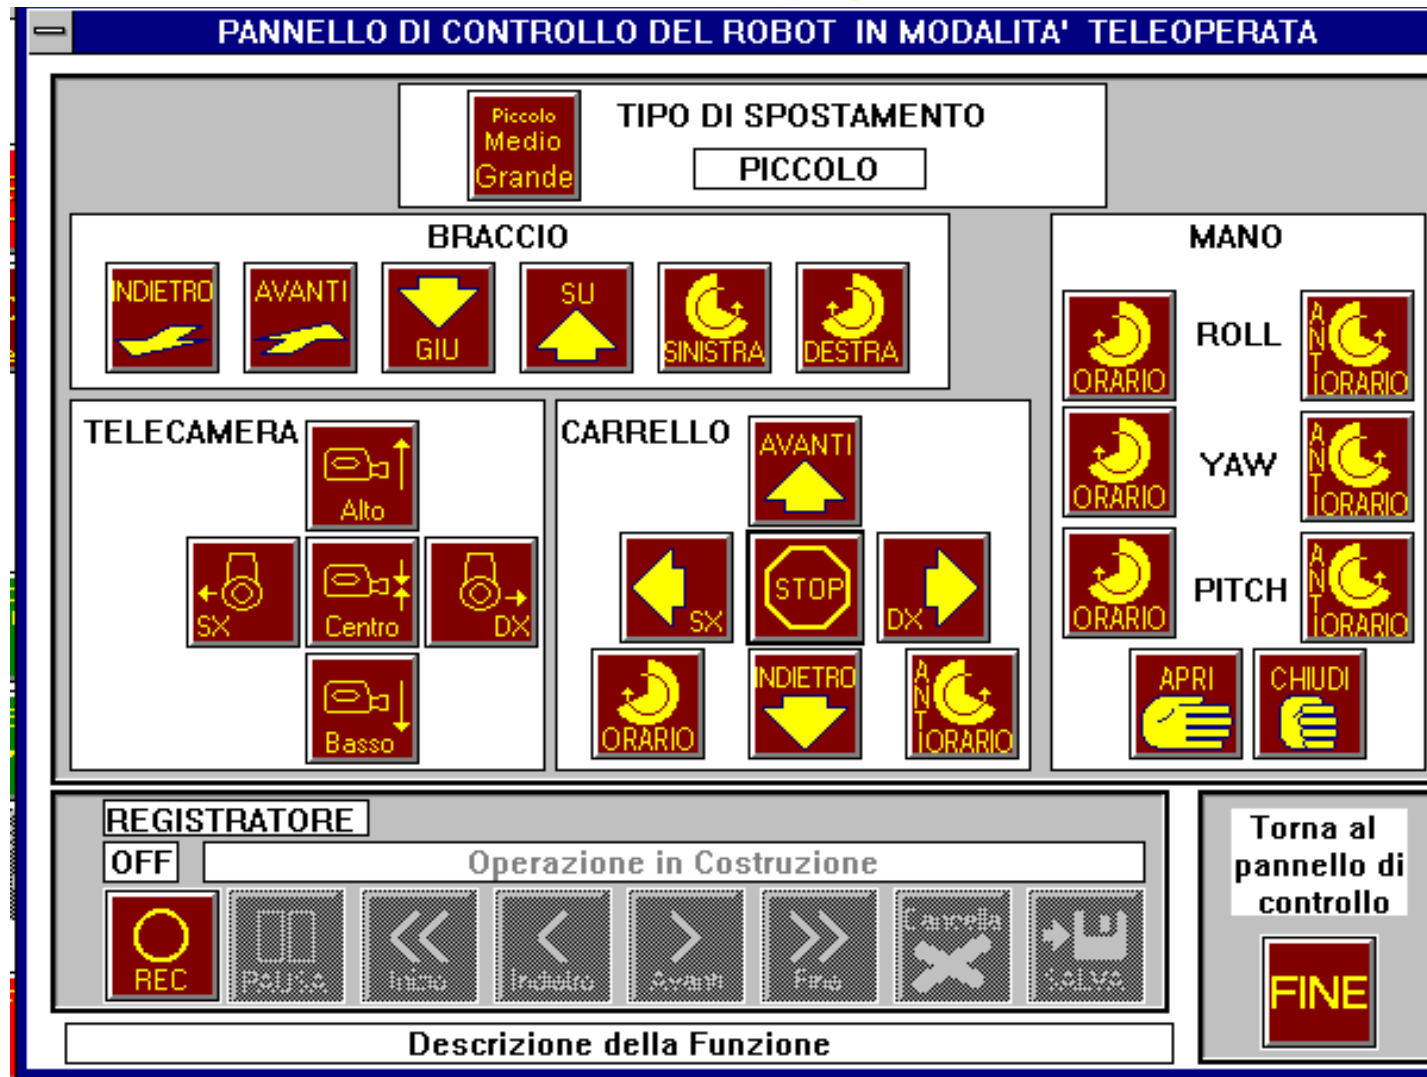 PANNELLO DI CONTROLLO DEL ROBOT IN MODALITA' TELEOPERATA
Piccolo
Medio
Grande
TIPO DI SPOSTAMENTO
PICCOLO
BRACCIO
INDIETRO
AVANTI
GIU
SU
SINISTRA
DESTRA
MANO
ORARIO
ROLL
ANTIORARIO
ORARIO
YAW
ANTIORARIO
ORARIO
PITCH
ANTIORARIO
APRI
CHIUDI
TELECAMERA
Alto
SX
Centro
DX
Basso
CARRELLO
AVANTI
SX
STOP
DX
ORARIO
INDIETRO
ANTIORARIO
REGISTRATORE
OFF
Operazione in Costruzione
REC
PAUSA
Inizio
Indietro
Avanti
Fine
Cancella
SALVA
Torna al
pannello di
controllo
FINE
Descrizione della Funzione